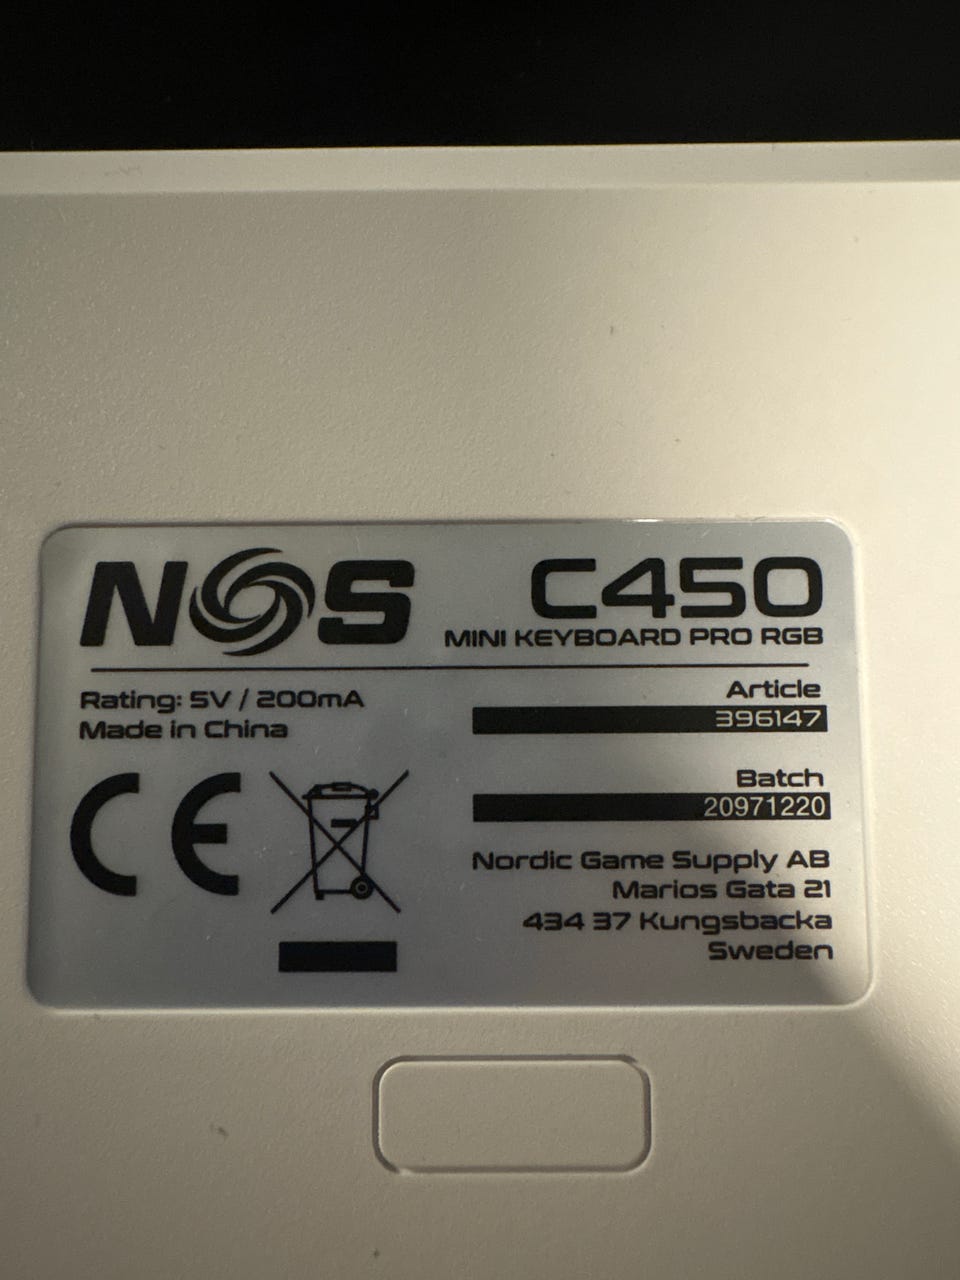 NOS C450
MINI KEYBOARD PRO RGB
Rating: 5V / 200mA
Made in China
CE
Article
396147
Batch
20971220
Nordic Game Supply AB
Marios Gata 21
434 37 Kungsbacka
Sweden